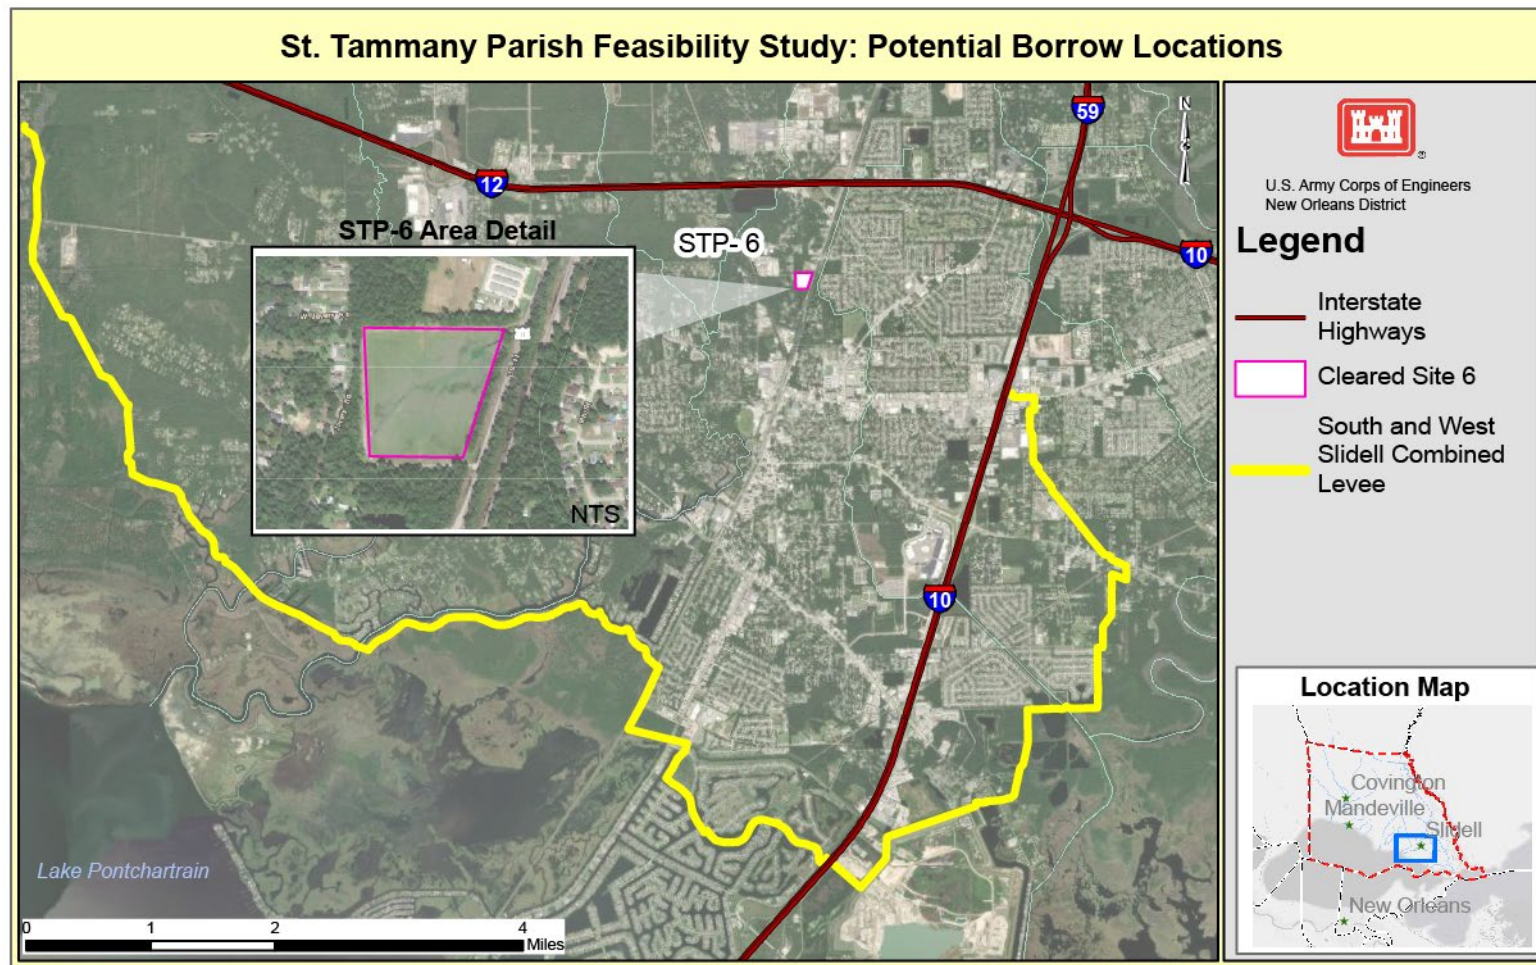 St. Tammany Parish Feasibility Study: Potential Borrow Locations
59
N
12
10
STP-6 Area Detail
STP- 6
NTS
10
Lake Pontchartrain
0 1 2 4
Miles
®
U.S. Army Corps of Engineers
New Orleans District
Legend
Interstate
Highways
Cleared Site 6
South and West
Slidell Combined
Levee
Location Map
Covington
Mandeville
Slidell
New Orleans